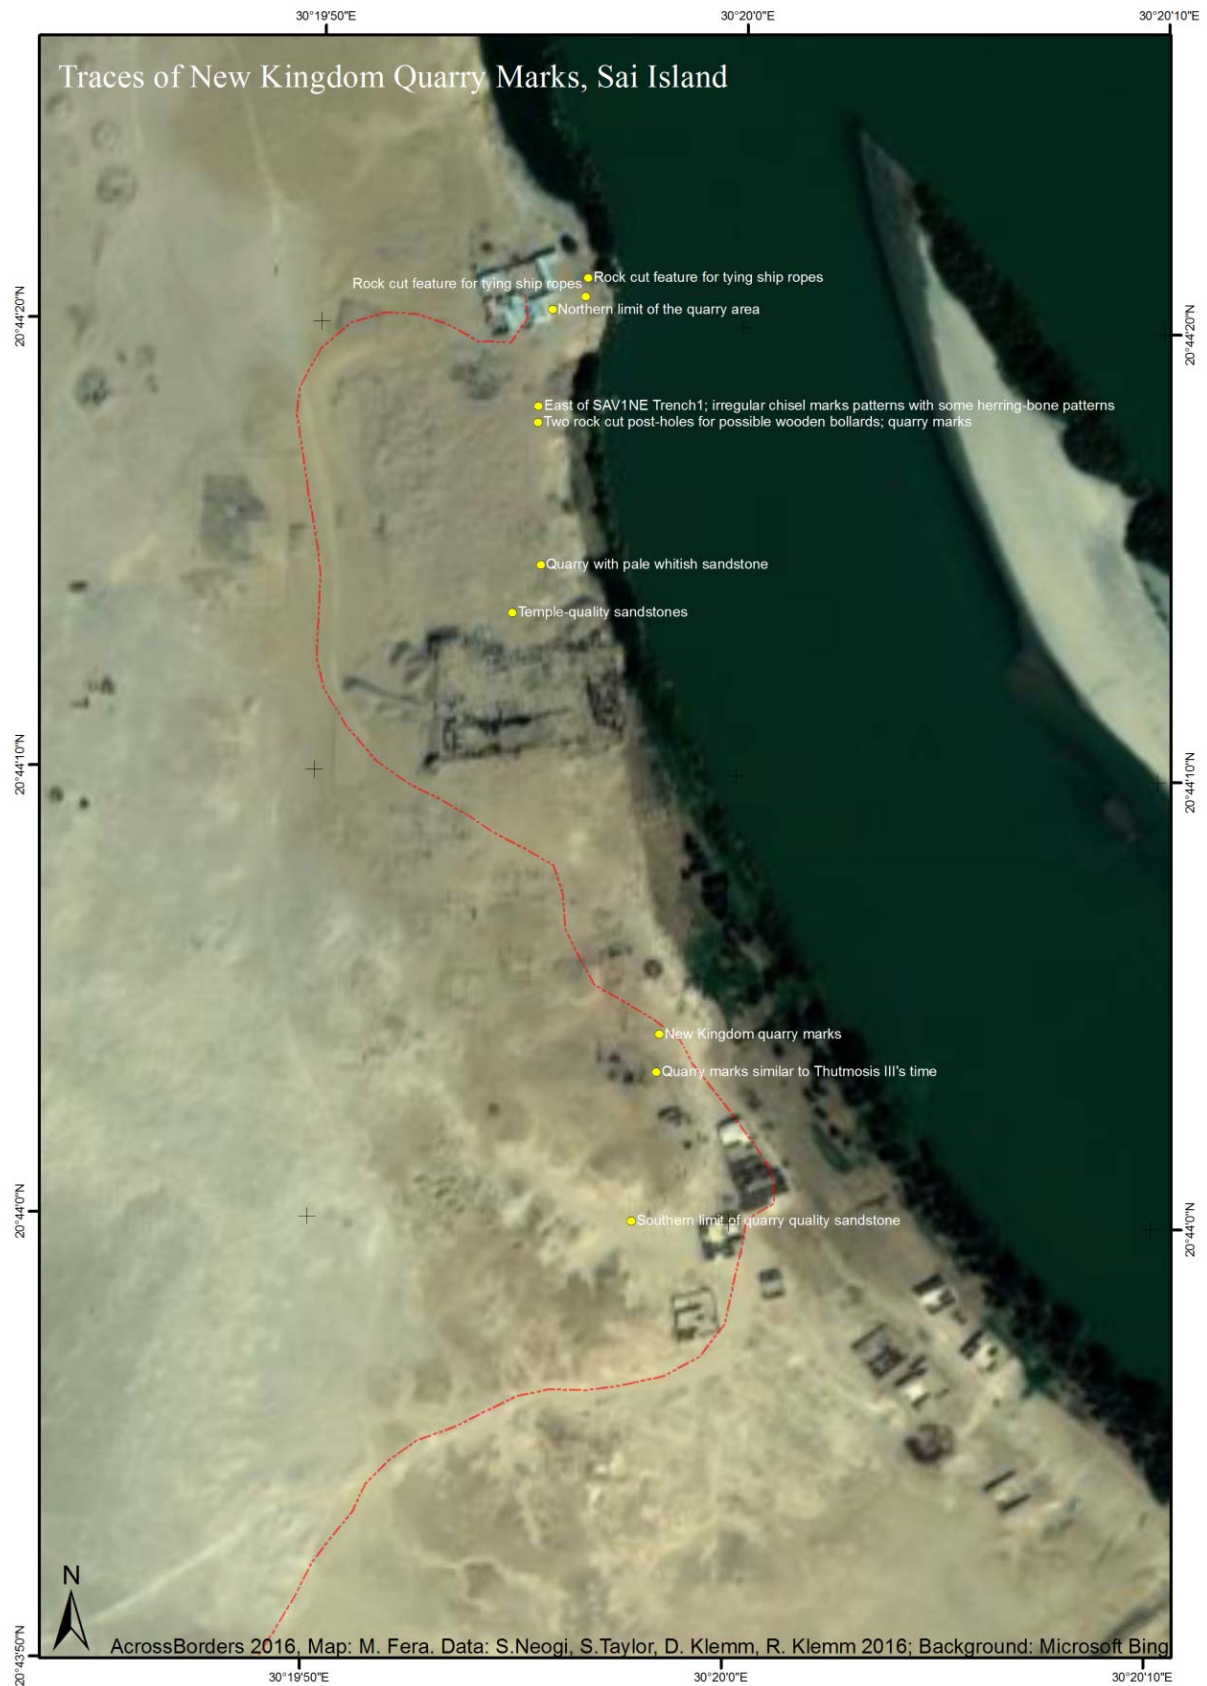 30°19'50"E
30°20'0"E
30°20'10"E
Traces of New Kingdom Quarry Marks, Sai Island
Rock cut feature for tying ship ropes
Rock cut feature for tying ship ropes
Northern limit of the quarry area
20°44'20"N
20°44'20"N
East of SAV1NE Trench1; irregular chisel marks patterns with some herring-bone patterns
Two rock cut post-holes for possible wooden bollards; quarry marks
Quarry with pale whitish sandstone
Temple-quality sandstones
20°44'10"N
20°44'10"N
New Kingdom quarry marks
Quarry marks similar to Thutmosis III's time
20°44'0"N
Southern limit of quarry quality sandstone
20°44'0"N
N
20°43'50"N
AcrossBorders 2016, Map: M. Fera. Data: S.Neogi, S.Taylor, D. Klemm, R. Klemm 2016; Background: Microsoft Bing
30°19'50"E
30°20'0"E
30°20'10"E